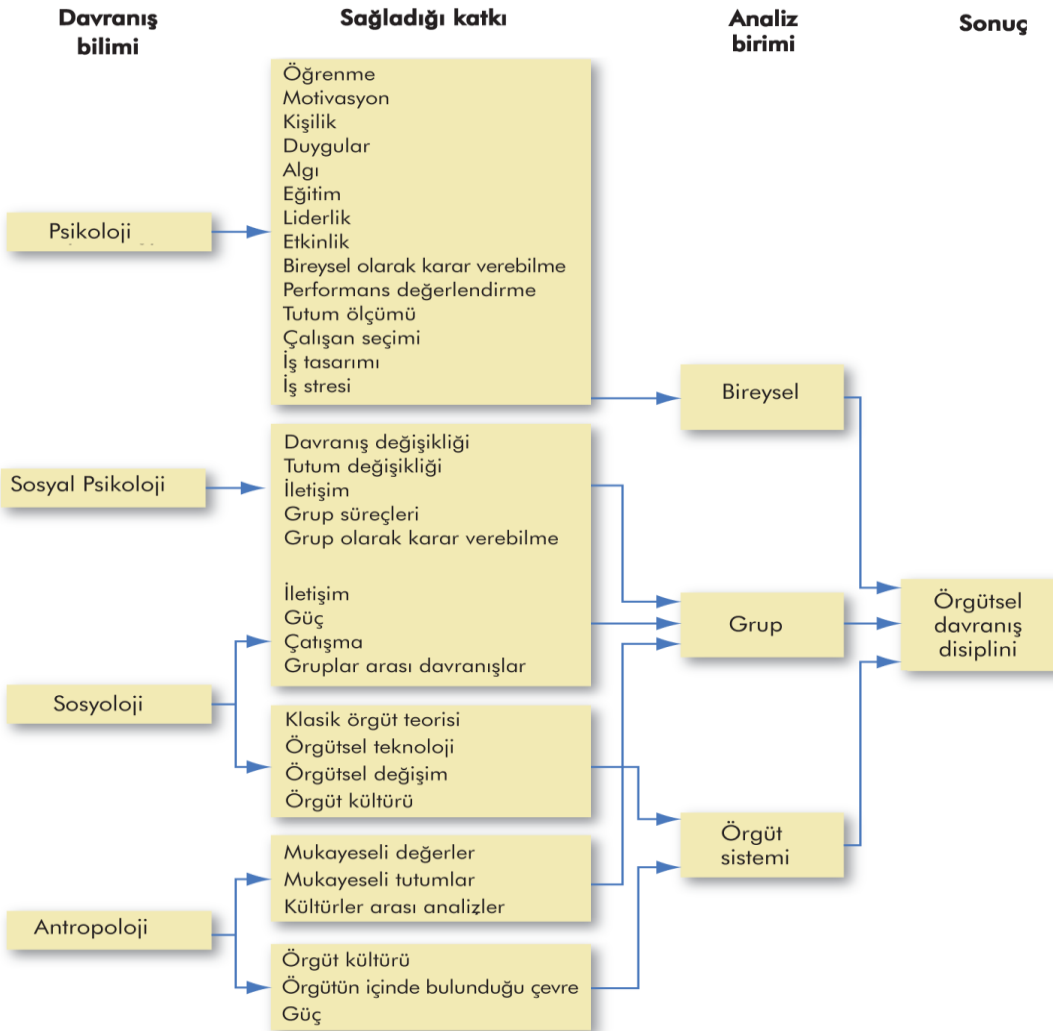 Davranış
bilimi
Sağladığı katkı
Analiz
birimi
Sonuç
Psikoloji
Öğrenme
Motivasyon
Kişilik
Duygular
Algı
Eğitim
Liderlik
Etkinlik
Bireysel olarak karar verebilme
Performans değerlendirme
Tutum ölçümü
Çalışan seçimi
İş tasarımı
İş stresi
Bireysel
Sosyal Psikoloji
Davranış değişikliği
Tutum değişikliği
İletişim
Grup süreçleri
Grup olarak karar verebilme
İletişim
Güç
Çatışma
Gruplar arası davranışlar
Grup
Örgütsel
davranış
disiplini
Sosyoloji
Klasik örgüt teorisi
Örgütsel teknoloji
Örgütsel değişim
Örgüt kültürü
Örgüt
sistemi
Antropoloji
Mukayeseli değerler
Mukayeseli tutumlar
Kültürler arası analizler
Örgüt kültürü
Örgütün içinde bulunduğu çevre
Güç